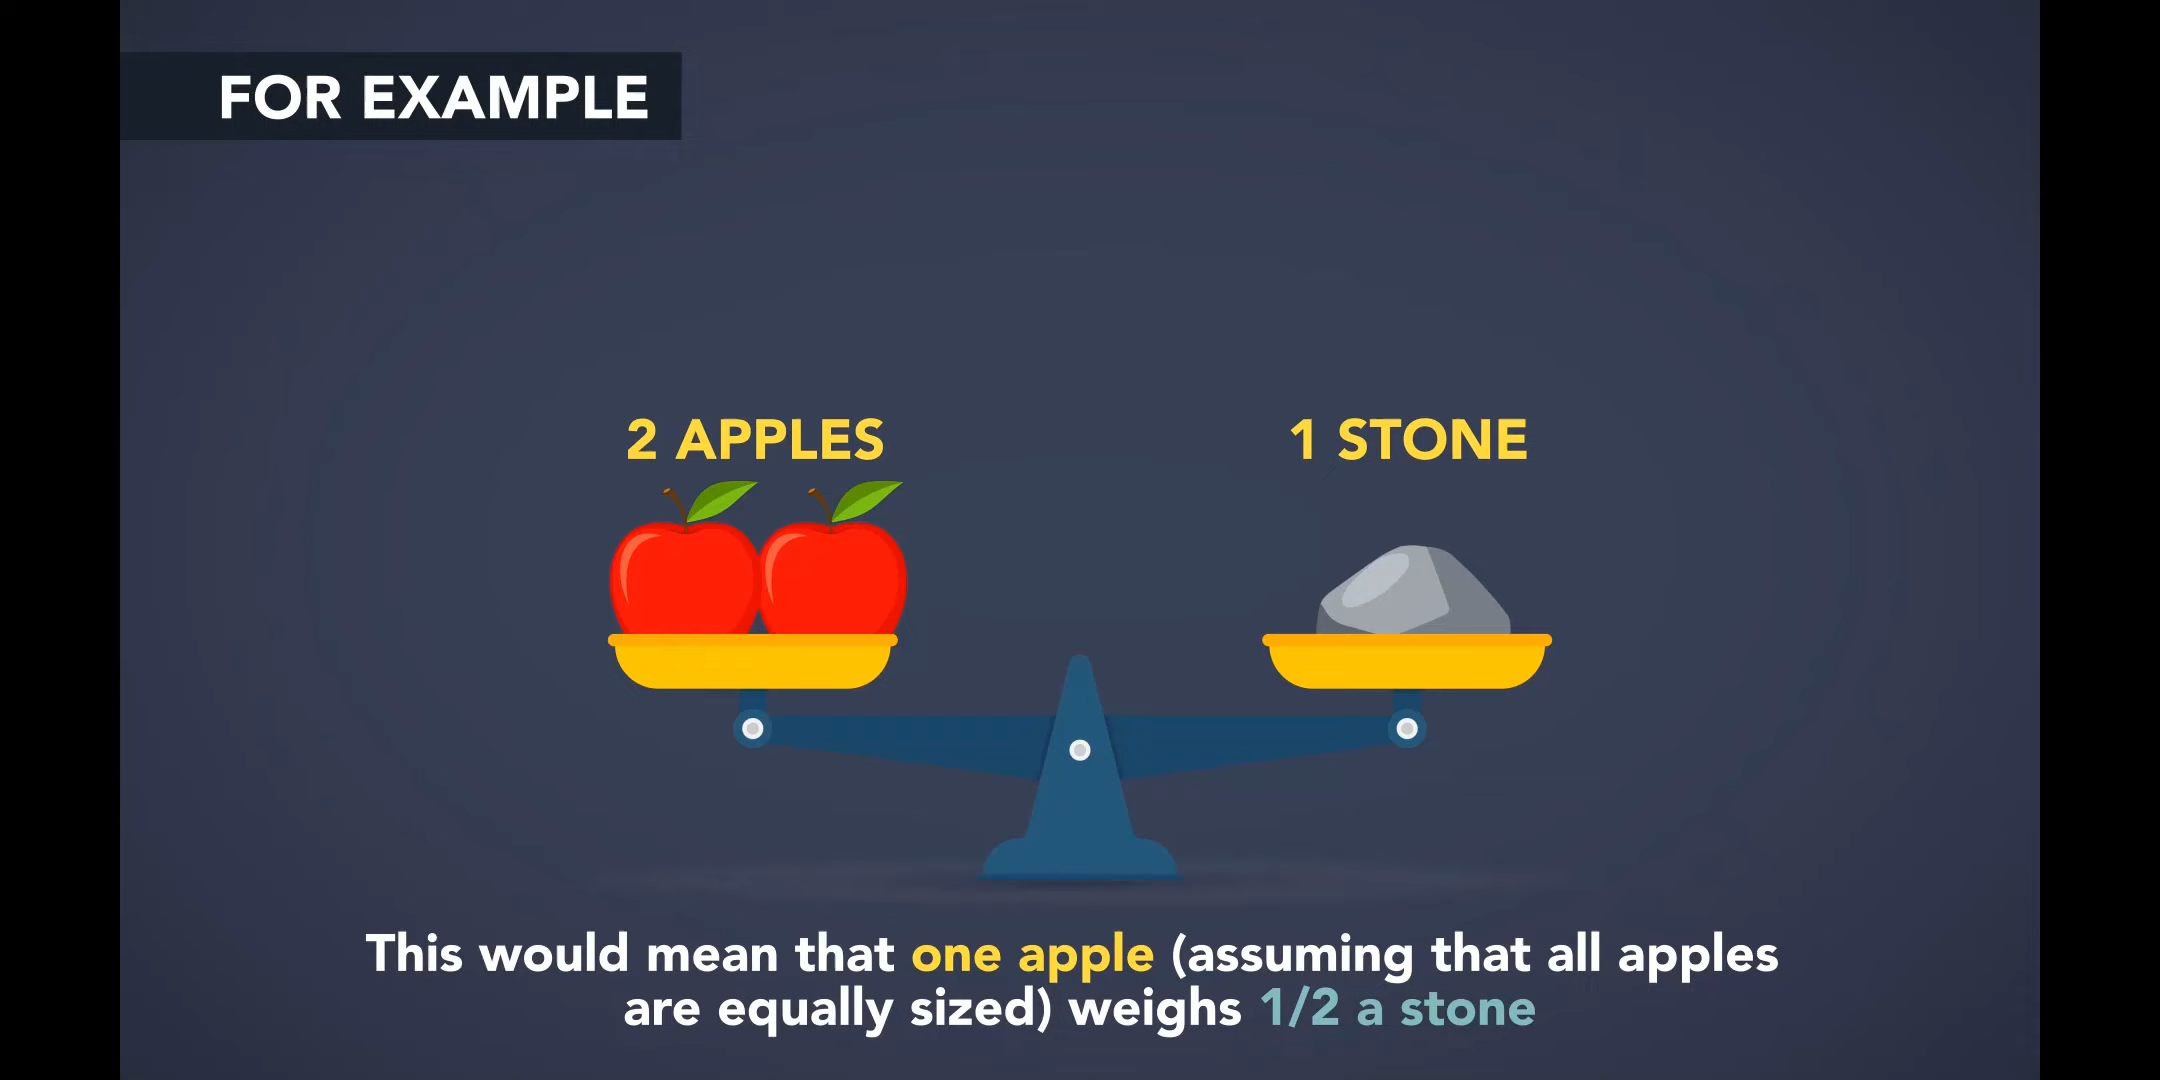 FOR EXAMPLE
2 APPLES
1 STONE
This would mean that one apple (assuming that all apples
are equally sized) weighs 1/2 a stone